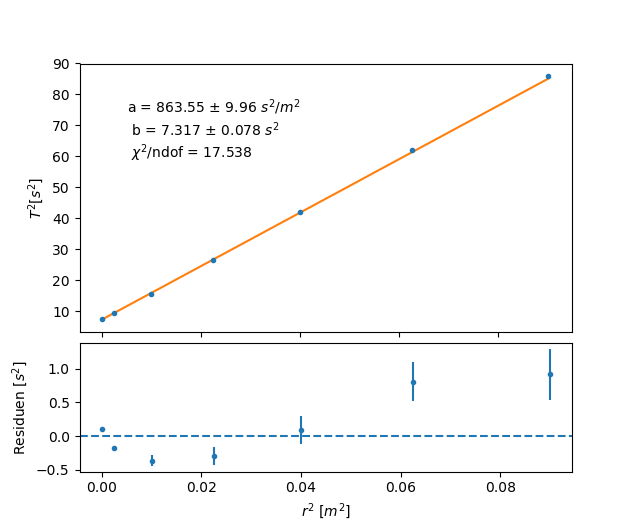 90
80
70
60
50
40
30
20
10
T²[s²]
a = 863.55 ± 9.96 s²/m²
b = 7.317 ± 0.078 s²
χ²/ndof = 17.538
1.0
0.5
0.0
−0.5
Residuen [s²]
0.00 0.02 0.04 0.06 0.08
r² [m²]